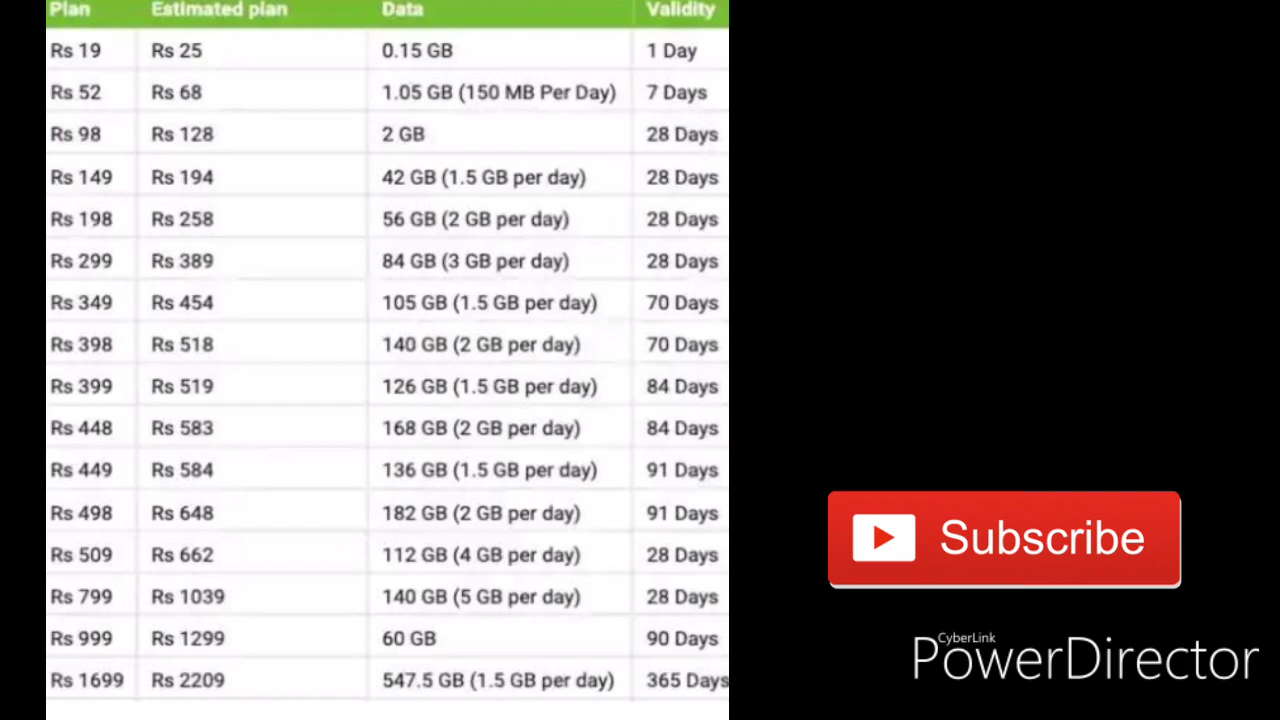 Plan Estimated plan Data Validity
Rs 19 Rs 25 0.15 GB 1 Day
Rs 52 Rs 68 1.05 GB (150 MB Per Day) 7 Days
Rs 98 Rs 128 2 GB 28 Days
Rs 149 Rs 194 42 GB (1.5 GB per day) 28 Days
Rs 198 Rs 258 56 GB (2 GB per day) 28 Days
Rs 299 Rs 389 84 GB (3 GB per day) 28 Days
Rs 349 Rs 454 105 GB (1.5 GB per day) 70 Days
Rs 398 Rs 518 140 GB (2 GB per day) 70 Days
Rs 399 Rs 519 126 GB (1.5 GB per day) 84 Days
Rs 448 Rs 583 168 GB (2 GB per day) 84 Days
Rs 449 Rs 584 136 GB (1.5 GB per day) 91 Days
Rs 498 Rs 648 182 GB (2 GB per day) 91 Days
Rs 509 Rs 662 112 GB (4 GB per day) 28 Days
Rs 799 Rs 1039 140 GB (5 GB per day) 28 Days
Rs 999 Rs 1299 60 GB 90 Days
Rs 1699 Rs 2209 547.5 GB (1.5 GB per day) 365 Days
Subscribe
CyberLink
PowerDirector